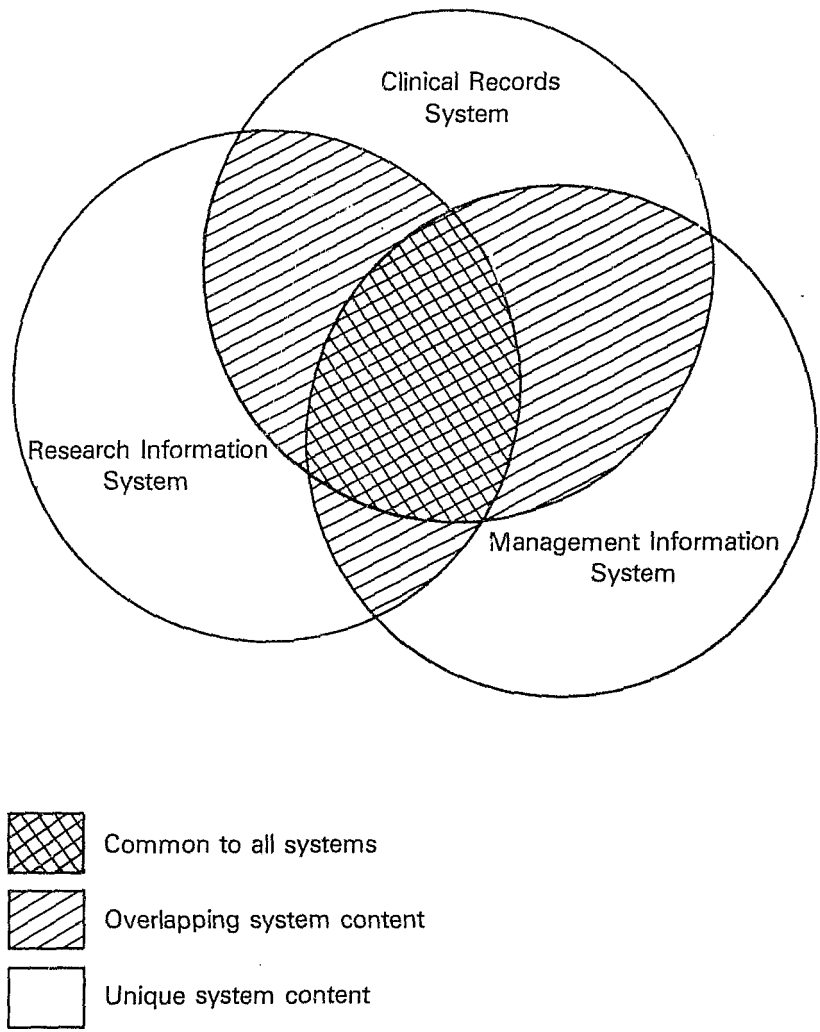 Clinical Records
System
Research Information
System
Management Information
System
Common to all systems
Overlapping system content
Unique system content